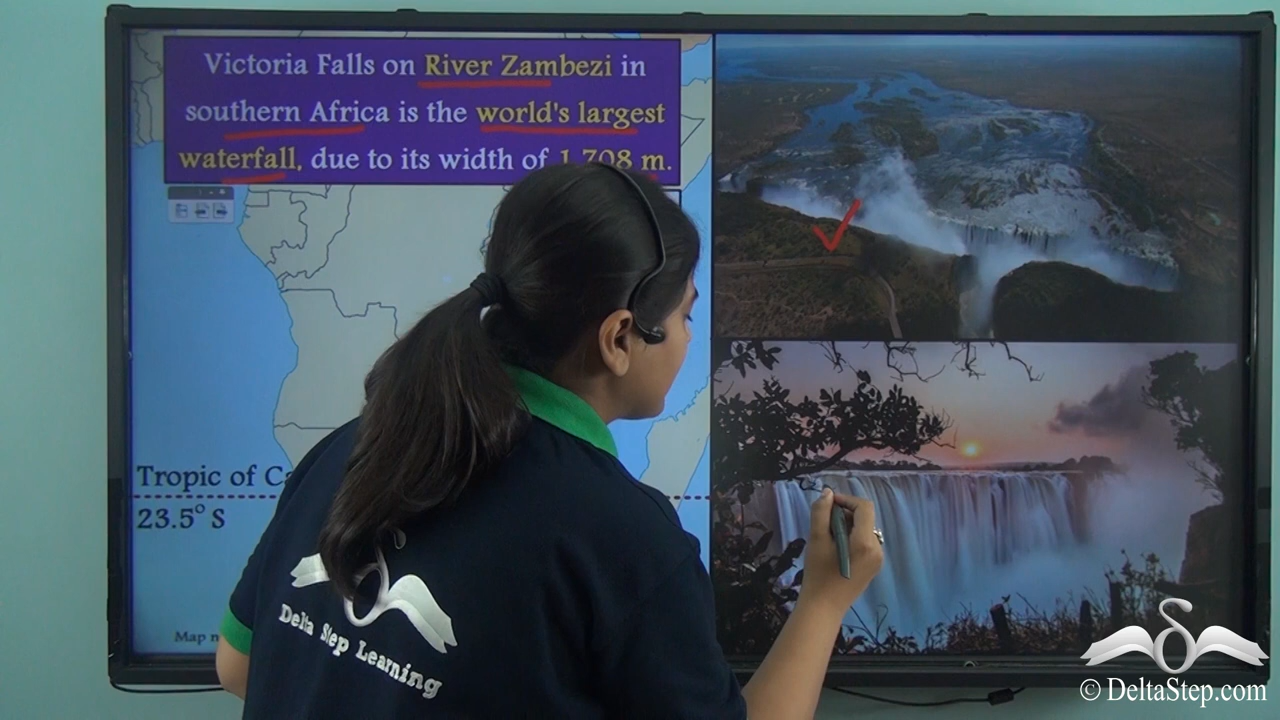 Victoria Falls on River Zambezi in
southern Africa is the world's largest
waterfall, due to its width of 1,708 m.
Tropic of Ca
23.5° S
Map n
Delta Step Learning
© DeltaStep.com